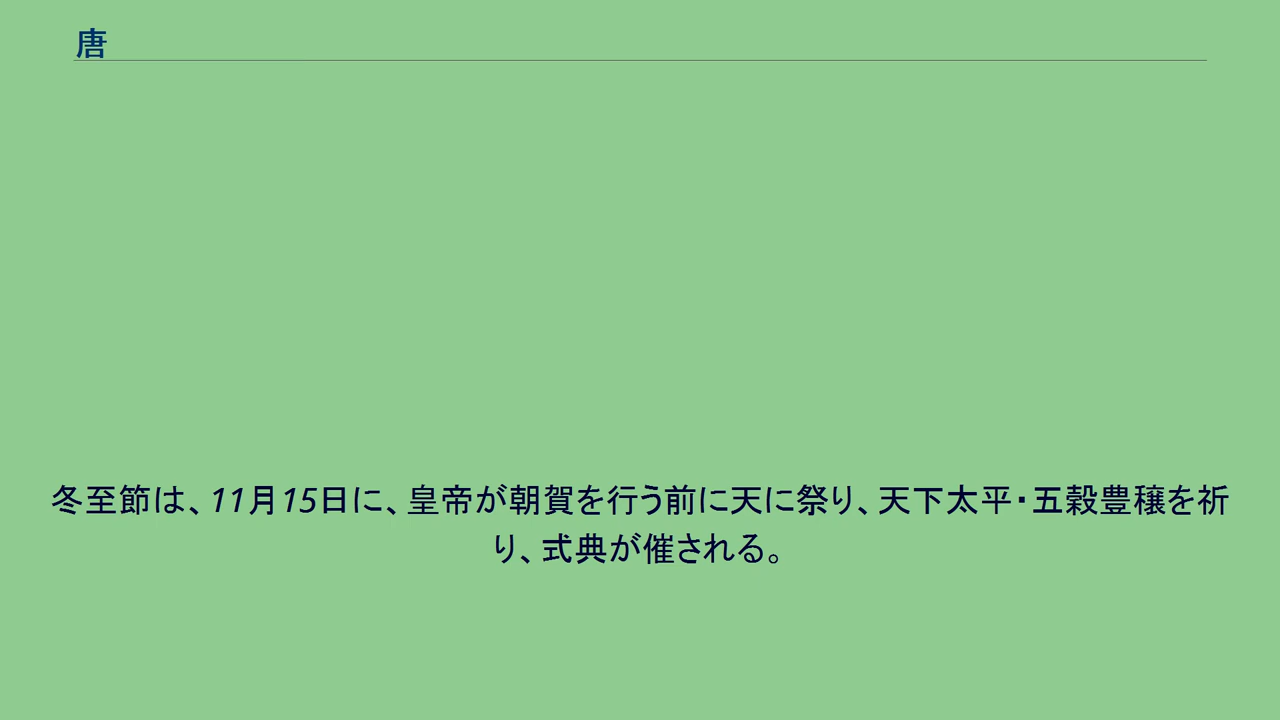 唐
冬至節は、11月15日に、皇帝が朝賀を行う前に天に祭り、天下太平・五穀豊穣を祈
り、式典が催される。